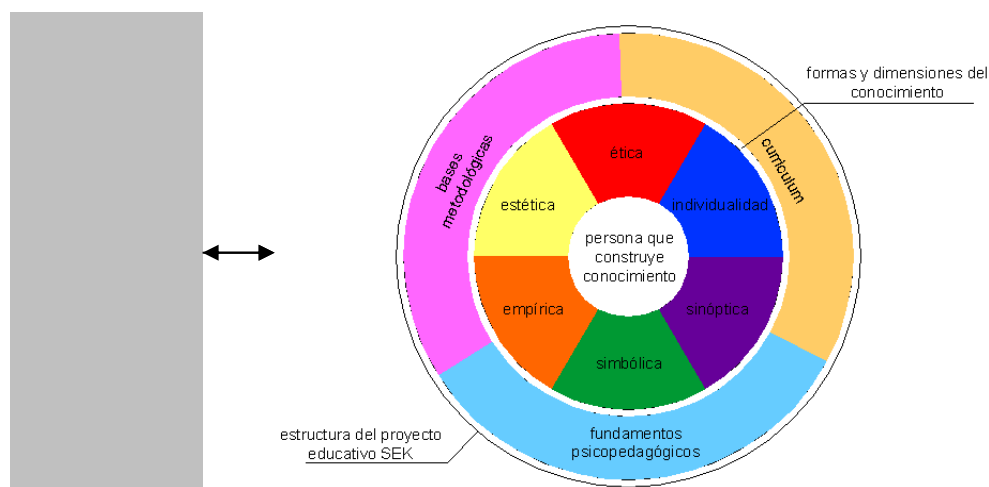 formas y dimensiones del
conocimiento
bases
metodológicas
currículum
ética
estética
individualidad
persona que
construye
conocimiento
empírica
sinóptica
simbólica
estructura del proyecto
educativo SEK
fundamentos
psicopedagógicos